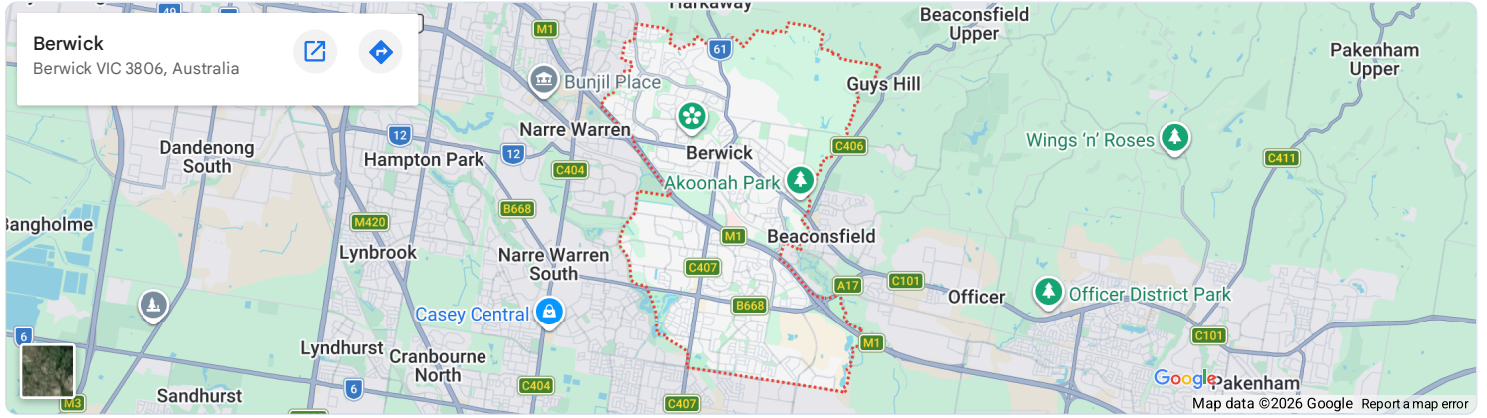 Harkaway
49
Berwick
Berwick VIC 3806, Australia
M1
61
Beaconsfield
Upper
Pakenham
Upper
Bunjil Place
Guys Hill
Narre Warren
12
12
Hampton Park
Dandenong
South
C404
Berwick
C406
Wings 'n' Roses
C411
Akoonah Park
B668
M420
Bangholme
Lynbrook
M1
Beaconsfield
Narre Warren
South
C407
A17
C101
Officer
Officer District Park
B668
Casey Central
6
Lyndhurst
Cranbourne
North
M1
C101
6
C404
Sandhurst
M3
C407
Google
Pakenham
Map data ©2026 Google
Report a map error